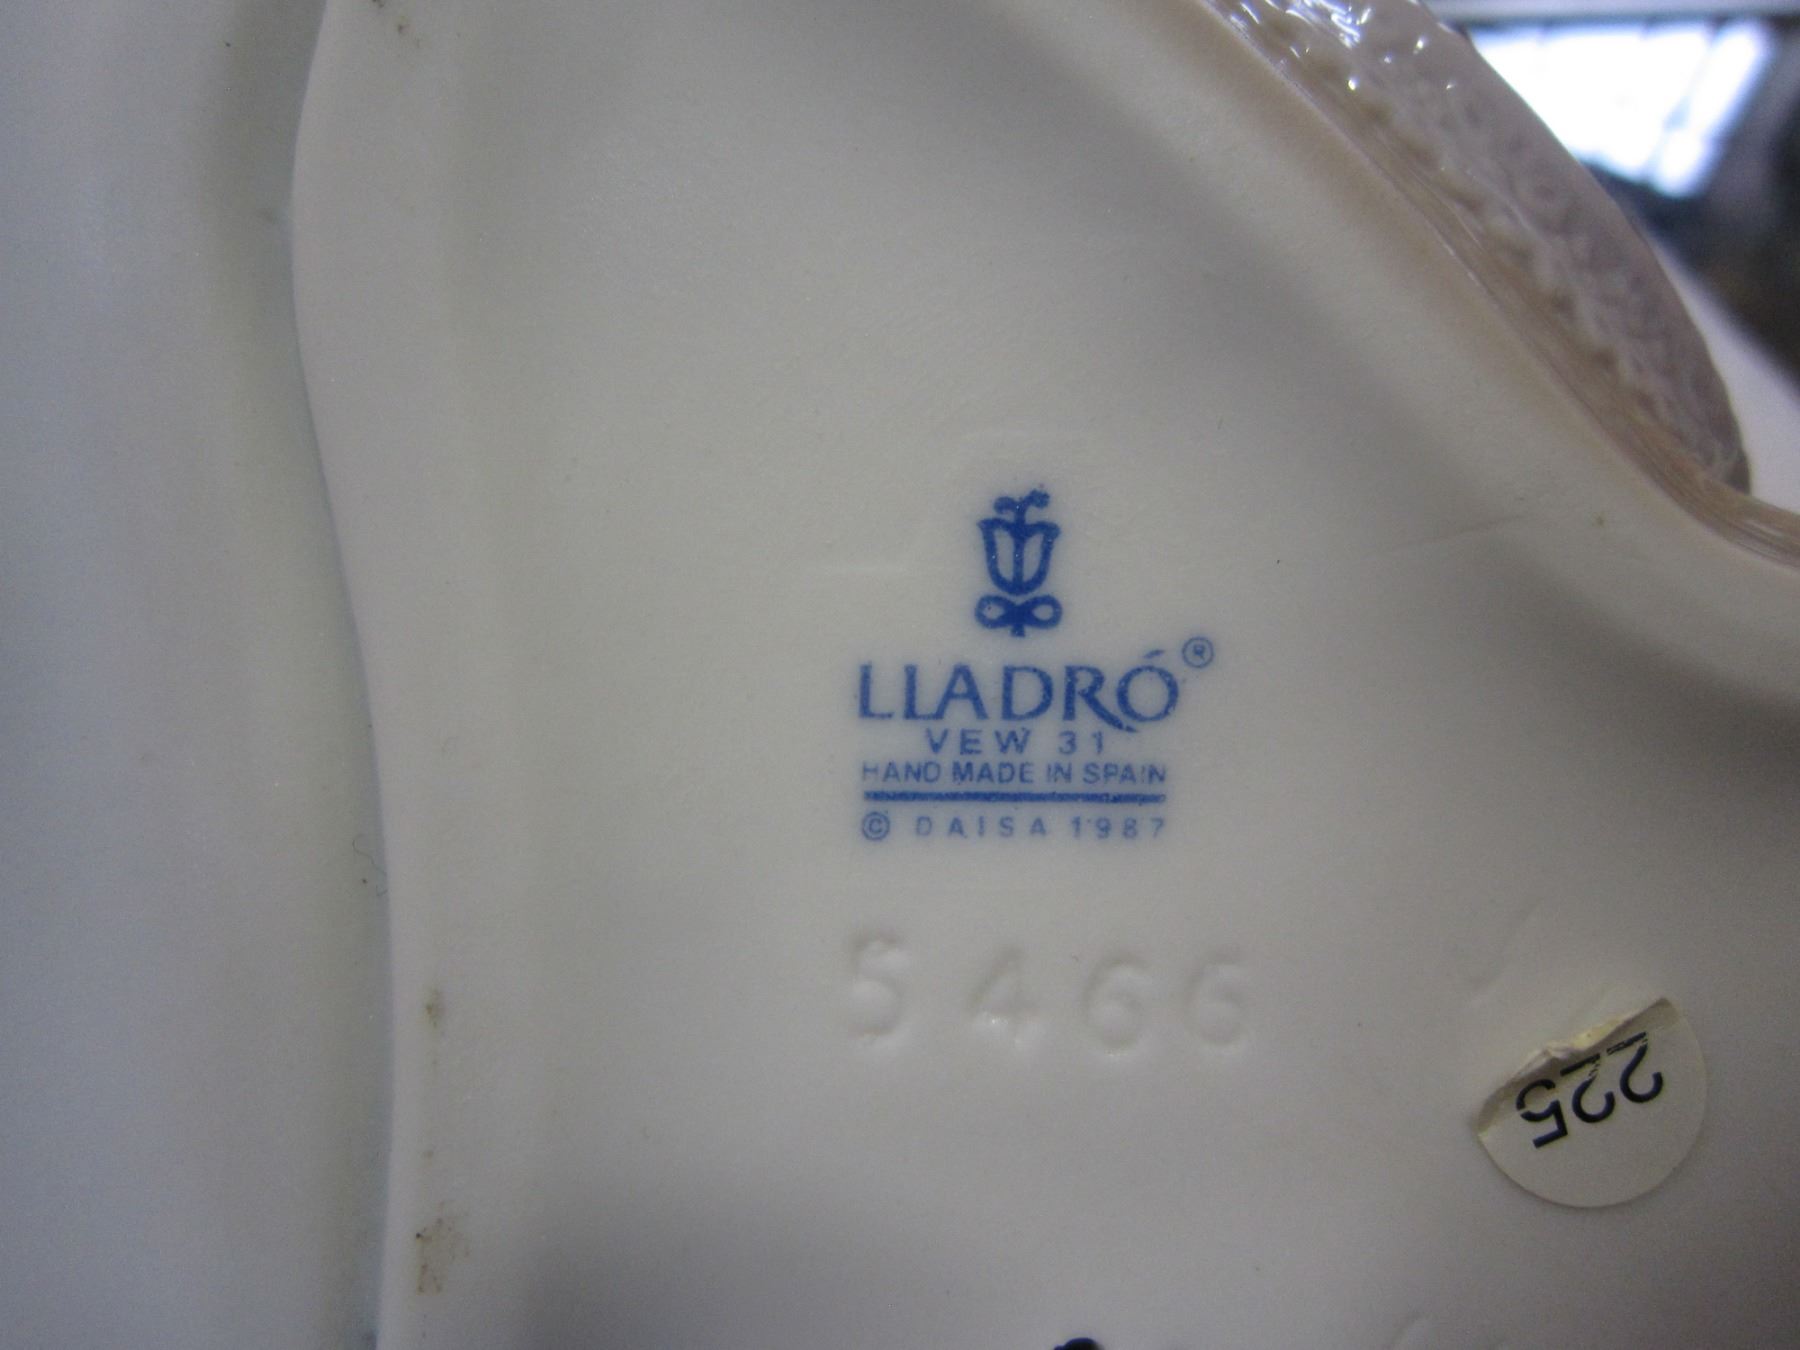 LLADRÓ®
VEW 31
HAND MADE IN SPAIN
© DAISA 1987
5466
225